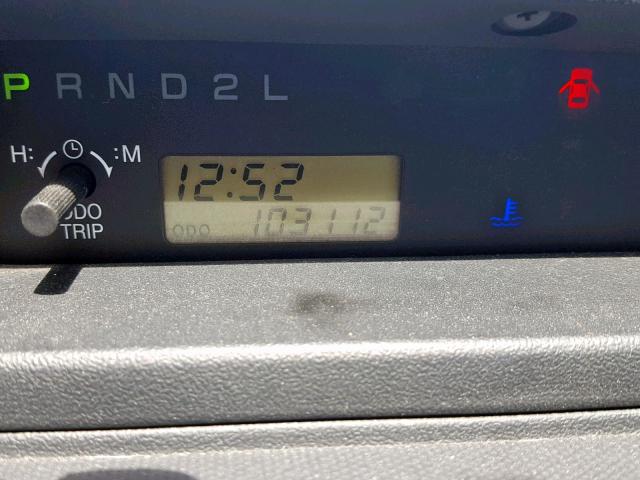 P R N D 2 L
H: :M
12:52
ODO 103112
ODO
TRIP